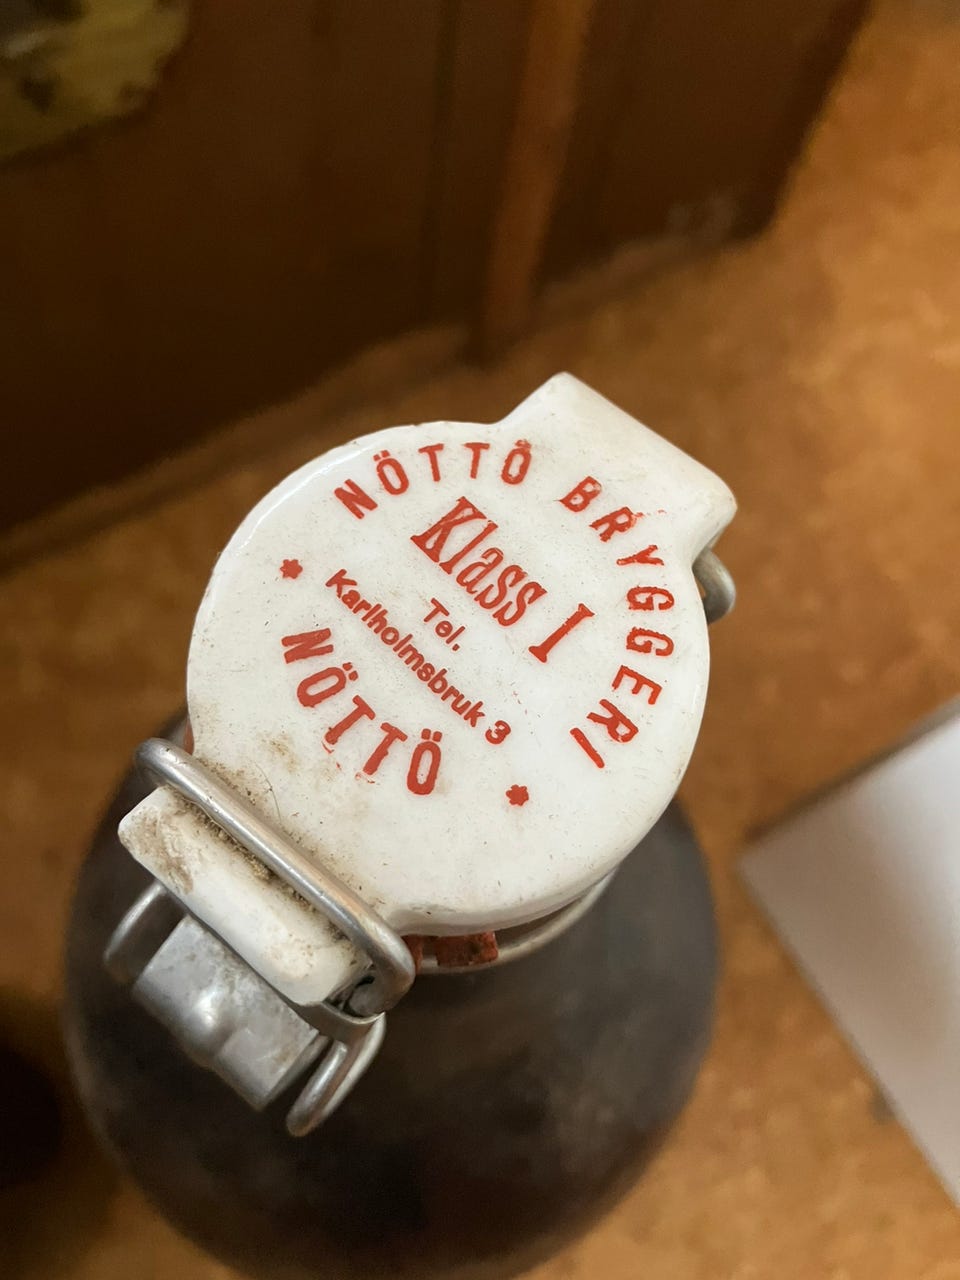 NÖTTÖ BRYGGERI
Klass I
Tel.
Karlholmsbruk 3
NÖTTÖ